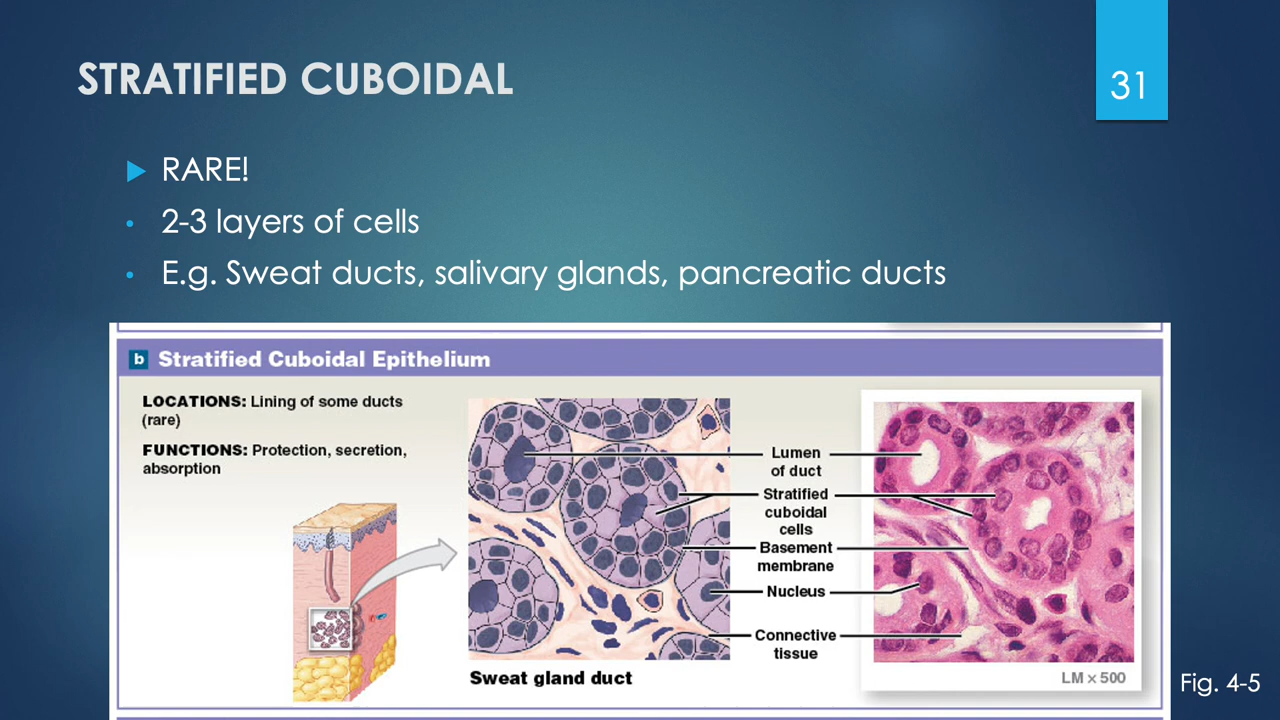 STRATIFIED CUBOIDAL
31
RARE!
2-3 layers of cells
E.g. Sweat ducts, salivary glands, pancreatic ducts
b Stratified Cuboidal Epithelium
LOCATIONS: Lining of some ducts
(rare)
FUNCTIONS: Protection, secretion,
absorption
Lumen
of duct
Stratified
cuboidal
cells
Basement
membrane
Nucleus
Connective
tissue
Sweat gland duct
LM × 500
Fig. 4-5